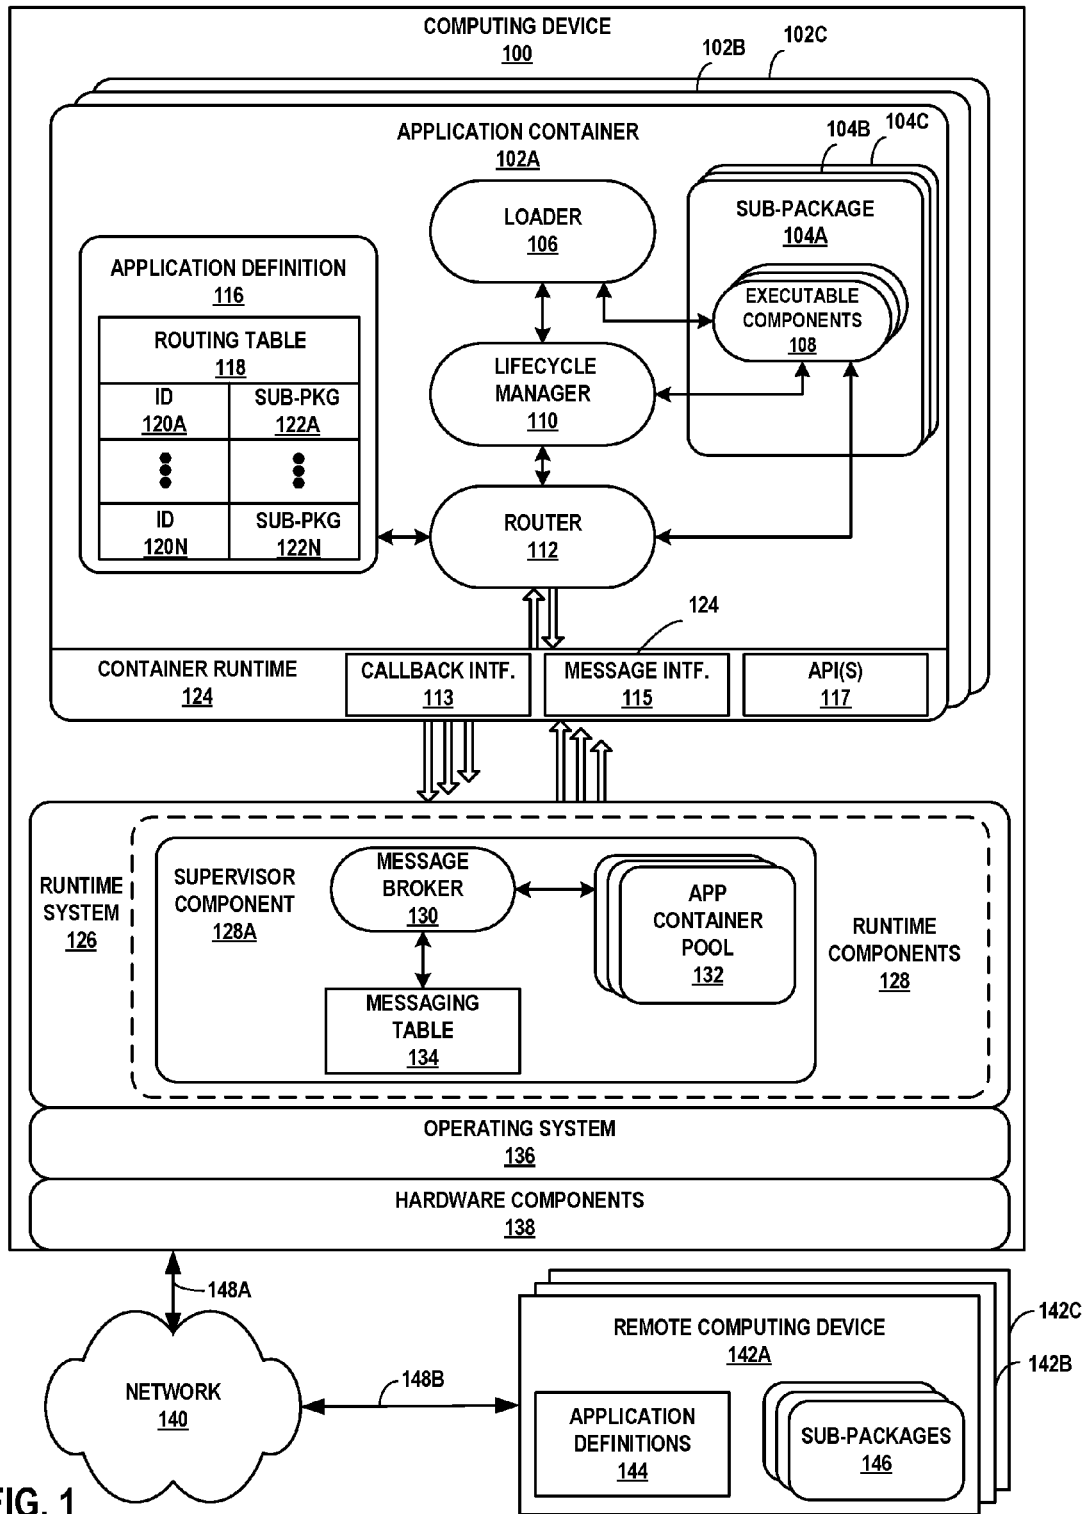 COMPUTING DEVICE
100
102C
102B
APPLICATION CONTAINER
102A
104B
104C
LOADER
106
SUB-PACKAGE
104A
EXECUTABLE
COMPONENTS
108
APPLICATION DEFINITION
116
ROUTING TABLE
118
ID
120A
SUB-PKG
122A
ID
120N
SUB-PKG
122N
LIFECYCLE
MANAGER
110
ROUTER
112
124
CONTAINER RUNTIME
124
CALLBACK INTF.
113
MESSAGE INTF.
115
API(S)
117
RUNTIME
SYSTEM
126
SUPERVISOR
COMPONENT
128A
MESSAGE
BROKER
130
APP
CONTAINER
POOL
132
MESSAGING
TABLE
134
RUNTIME
COMPONENTS
128
OPERATING SYSTEM
136
HARDWARE COMPONENTS
138
148A
NETWORK
140
148B
REMOTE COMPUTING DEVICE
142A
142C
142B
APPLICATION
DEFINITIONS
144
SUB-PACKAGES
146
FIG. 1